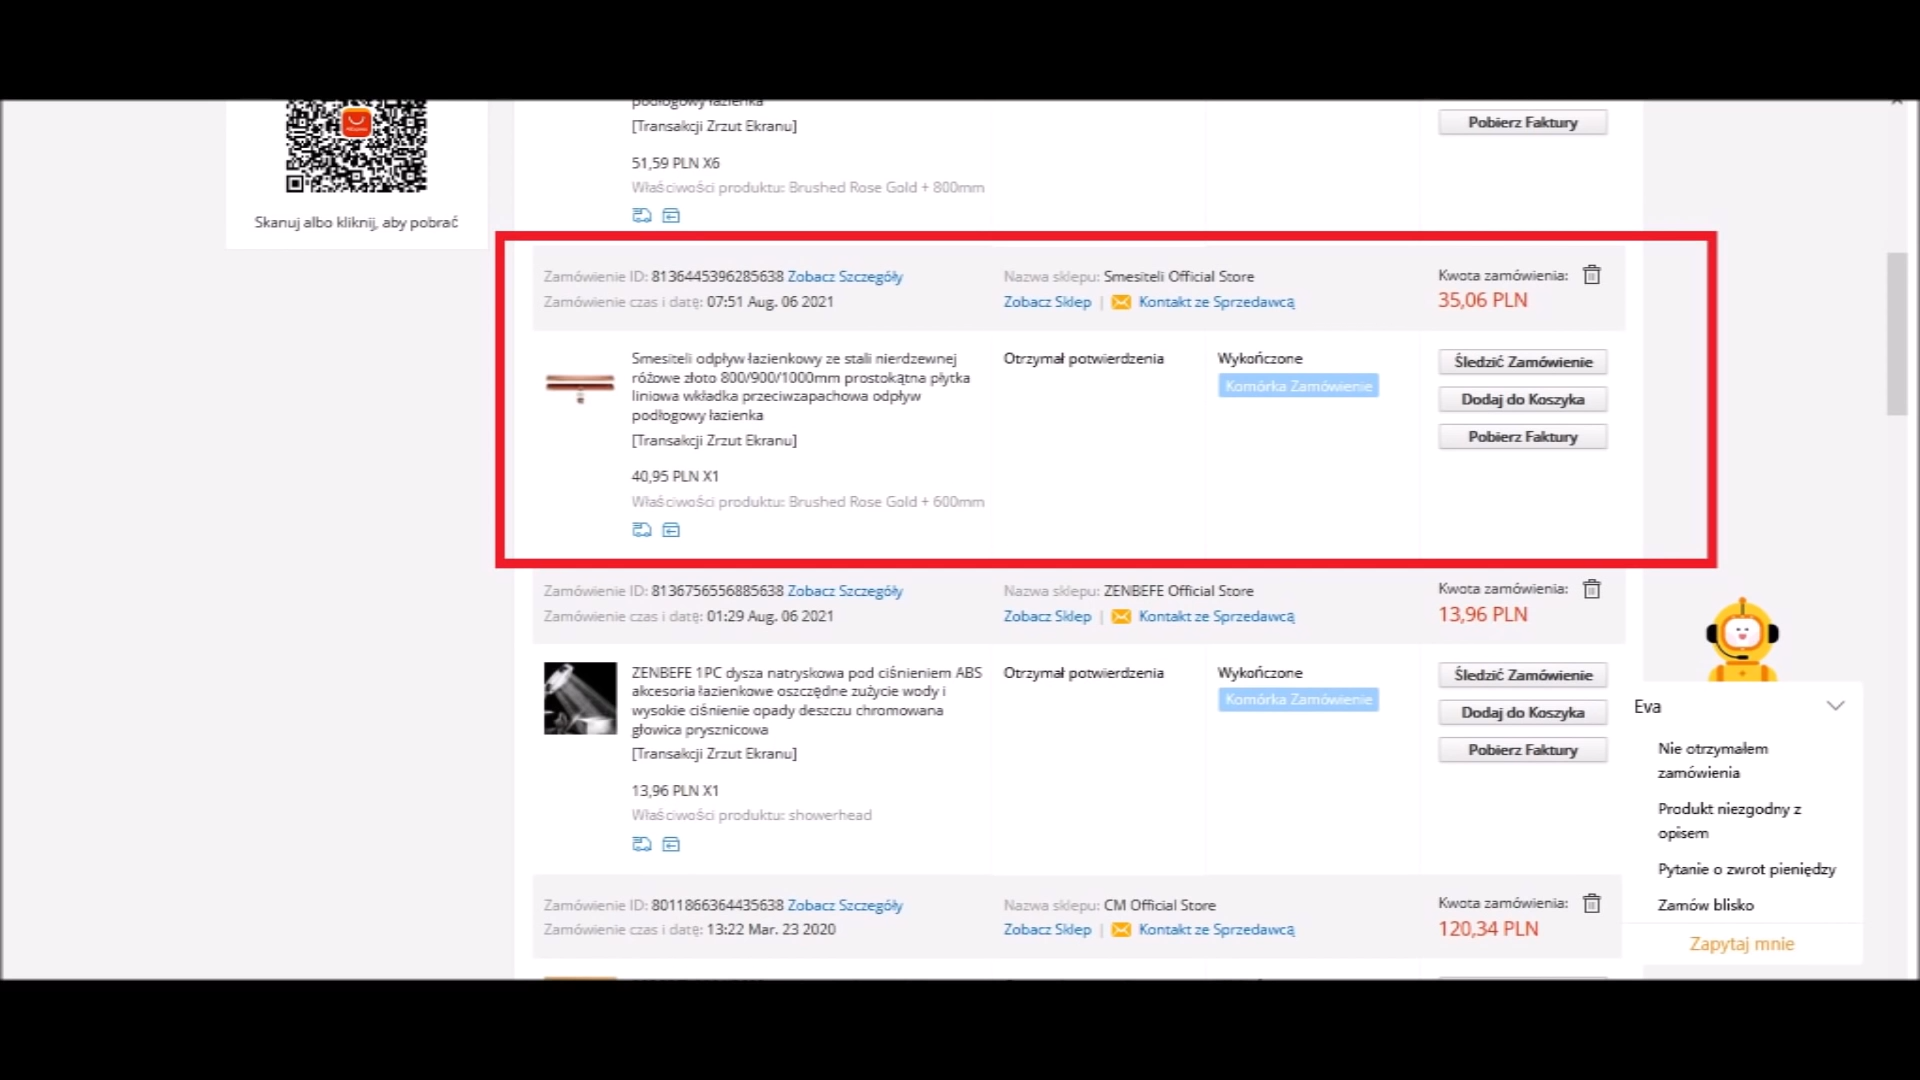 podłogowy łazienka
[Transakcji Zrzut Ekranu]
51,59 PLN X6
Właściwości produktu: Brushed Rose Gold + 800mm
Pobierz Faktury
Skanuj albo kliknij, aby pobrać
Zamówienie ID: 8136445396285638 Zobacz Szczegóły
Zamówienie czas i datę: 07:51 Aug. 06 2021
Nazwa sklepu: Smesiteli Official Store
Zobacz Sklep | Kontakt ze Sprzedawcą
Kwota zamówienia:
35,06 PLN
Smesiteli odpływ łazienkowy ze stali nierdzewnej
różowe złoto 800/900/1000mm prostokątna płytka
liniowa wkładka przeciwzapachowa odpływ
podłogowy łazienka
[Transakcji Zrzut Ekranu]
40,95 PLN X1
Właściwości produktu: Brushed Rose Gold + 600mm
Otrzymał potwierdzenia
Wykończone
Komórka Zamówienie
Śledzić Zamówienie
Dodaj do Koszyka
Pobierz Faktury
Zamówienie ID: 8136756556885638 Zobacz Szczegóły
Zamówienie czas i datę: 01:29 Aug. 06 2021
Nazwa sklepu: ZENBEFE Official Store
Zobacz Sklep | Kontakt ze Sprzedawcą
Kwota zamówienia:
13,96 PLN
ZENBEFE 1PC dysza natryskowa pod ciśnieniem ABS
akcesoria łazienkowe oszczędne zużycie wody i
wysokie ciśnienie opady deszczu chromowana
głowica prysznicowa
[Transakcji Zrzut Ekranu]
13,96 PLN X1
Właściwości produktu: showerhead
Otrzymał potwierdzenia
Wykończone
Komórka Zamówienie
Śledzić Zamówienie
Dodaj do Koszyka
Pobierz Faktury
Zamówienie ID: 8011866364435638 Zobacz Szczegóły
Zamówienie czas i datę: 13:22 Mar. 23 2020
Nazwa sklepu: CM Official Store
Zobacz Sklep | Kontakt ze Sprzedawcą
Kwota zamówienia:
120,34 PLN
Eva
Nie otrzymałem
zamówienia
Produkt niezgodny z
opisem
Pytanie o zwrot pieniędzy
Zamów blisko
Zapytaj mnie